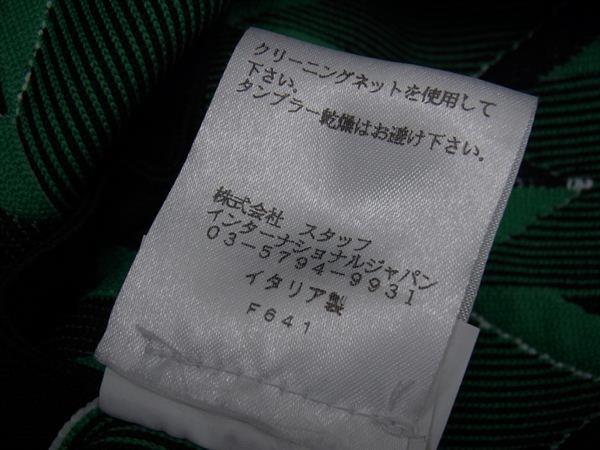 クリーニングネットを使用して
下さい。
タンブラー乾燥はお避け下さい。
株式会社 スタッフ
インターナショナルジャパン
03-5794-9931
イタリア製
F641